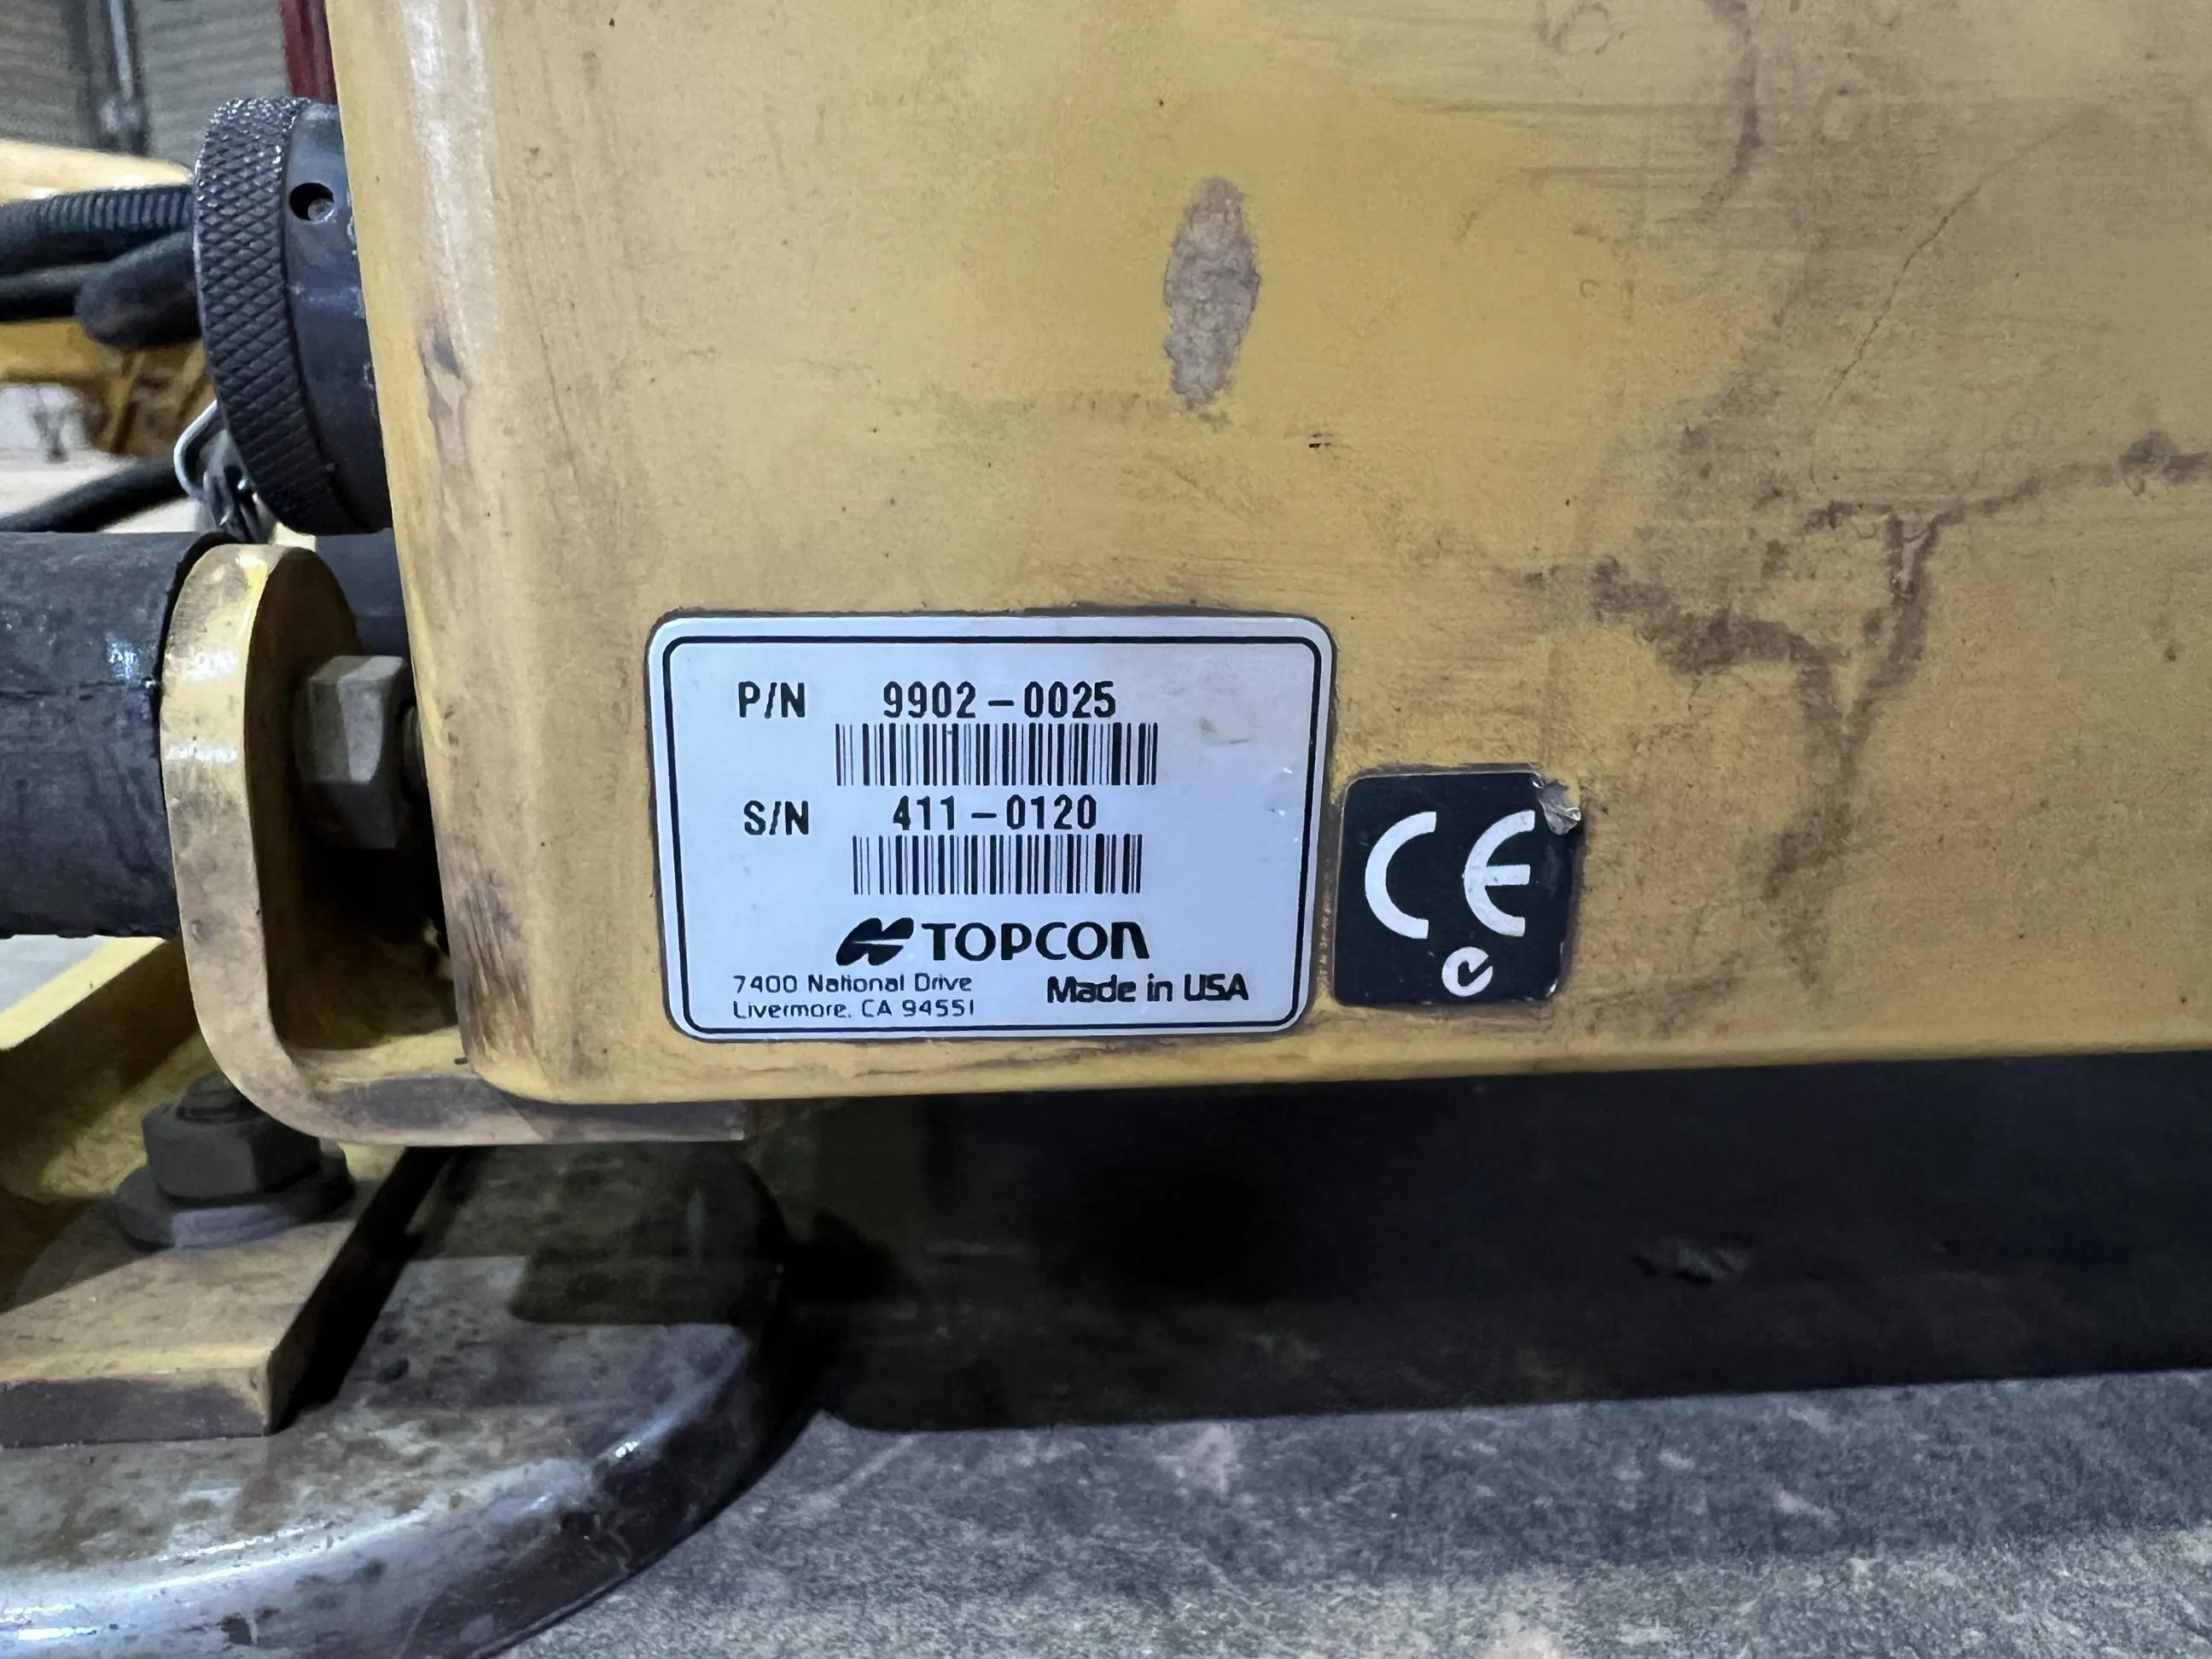 P/N 9902-0025
S/N 411-0120
TOPCON
7400 National Drive
Livermore, CA 94551
Made in USA
CE